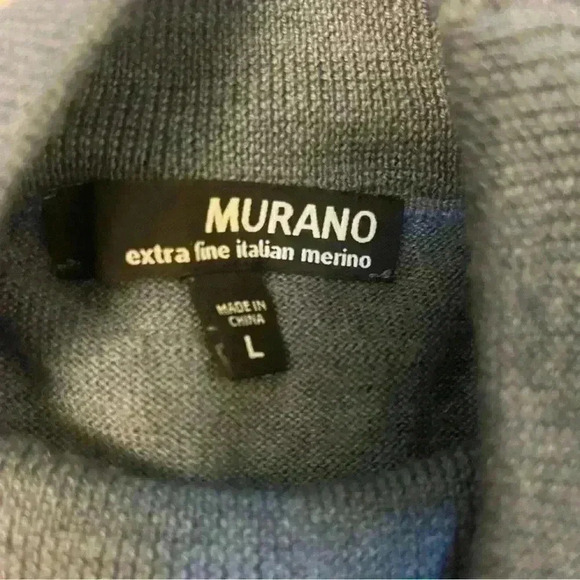 MURANO
extra fine italian merino
MADE IN
CHINA
L